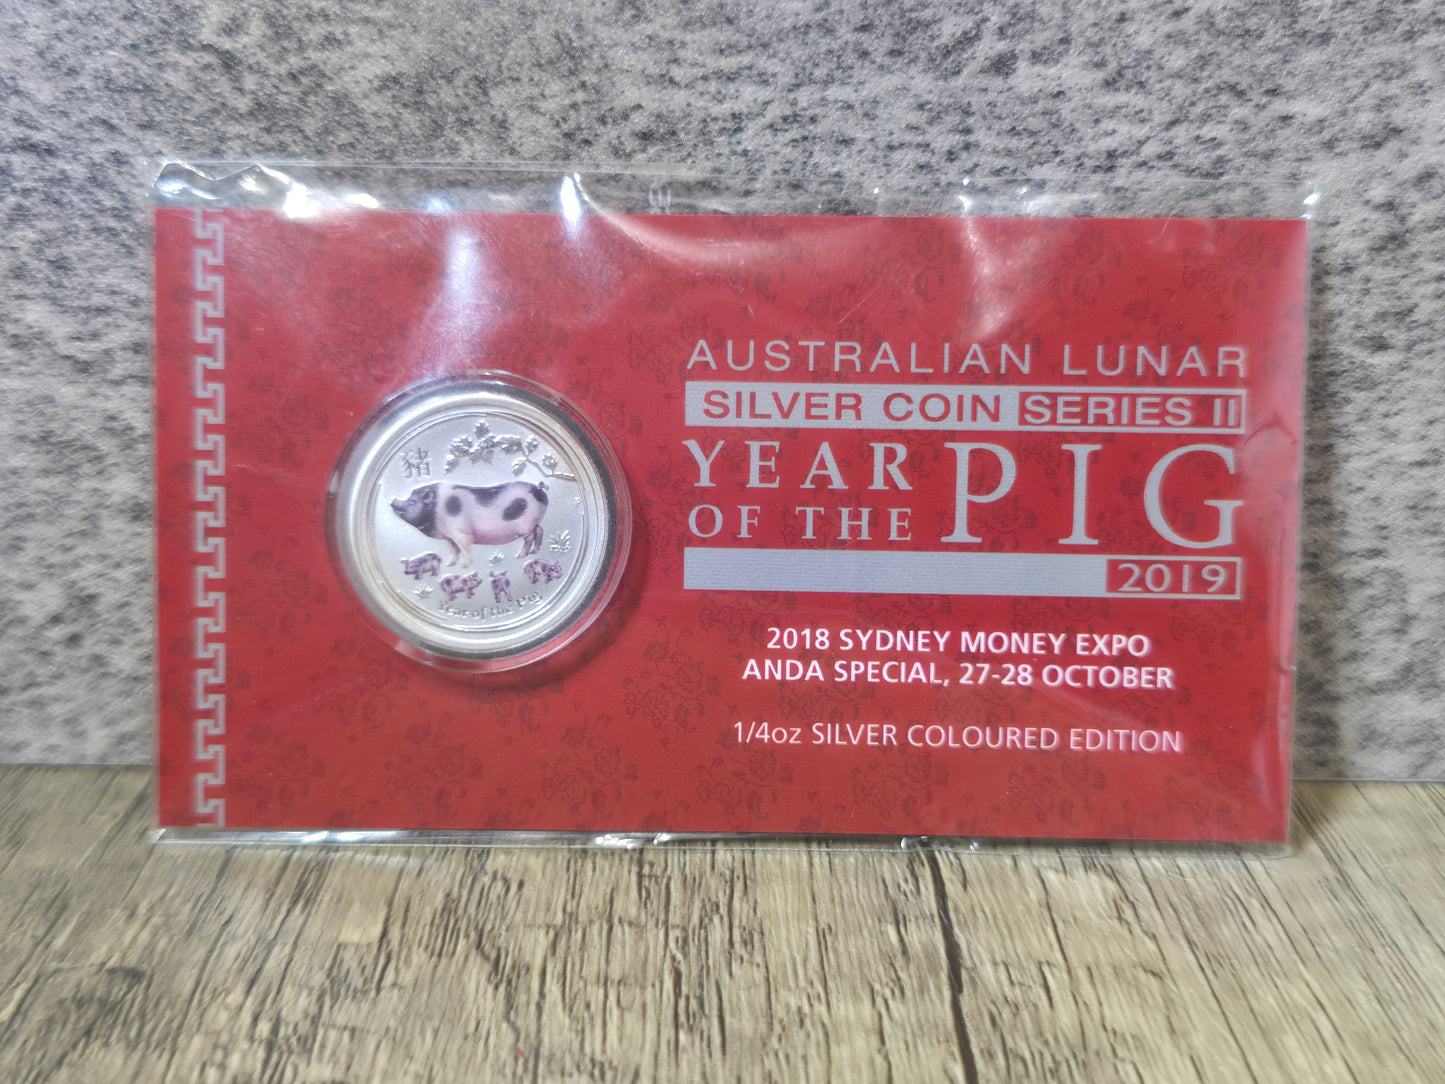 豬
Year of the Pig
AUSTRALIAN LUNAR
SILVER COIN SERIES II
YEAR
OF THE
PIG
2019
2018 SYDNEY MONEY EXPO
ANDA SPECIAL, 27-28 OCTOBER
1/4oz SILVER COLOURED EDITION